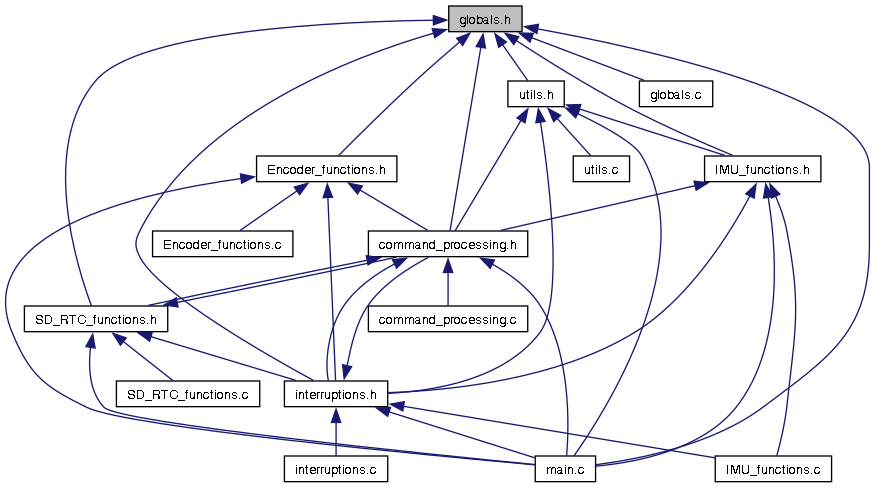 globals.h
utils.h
globals.c
Encoder_functions.h
utils.c
IMU_functions.h
Encoder_functions.c
command_processing.h
SD_RTC_functions.h
command_processing.c
SD_RTC_functions.c
interruptions.h
interruptions.c
main.c
IMU_functions.c